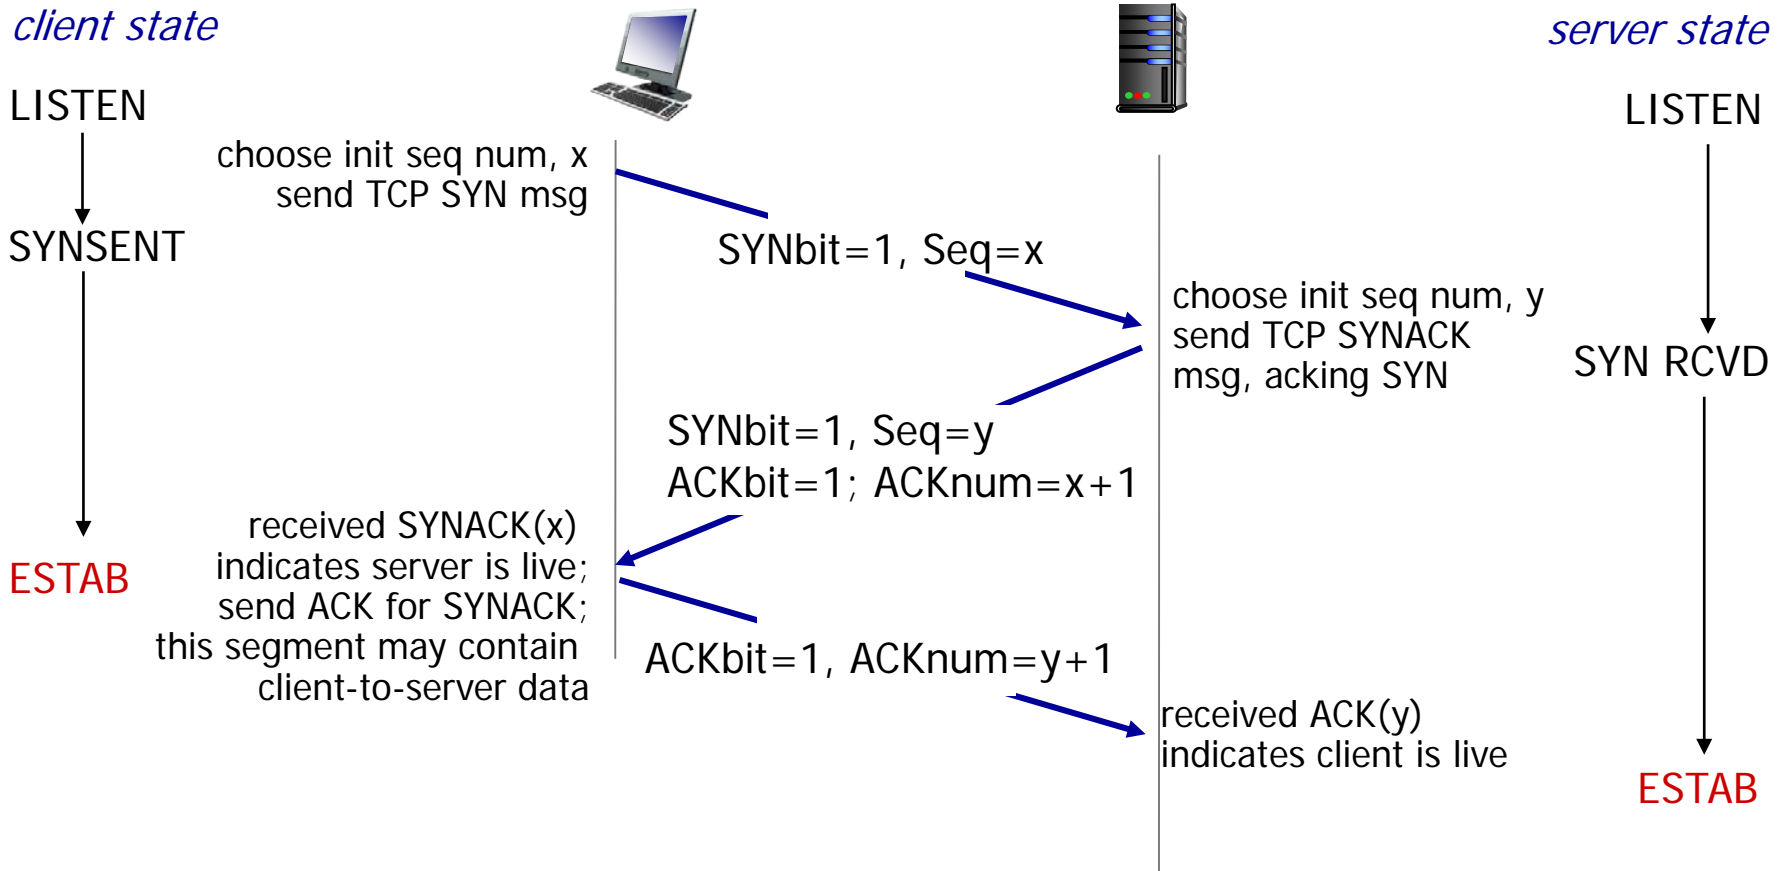 client state
server state
LISTEN
LISTEN
choose init seq num, x
send TCP SYN msg
SYNSENT
SYNbit=1, Seq=x
choose init seq num, y
send TCP SYNACK
msg, acking SYN
SYN RCVD
SYNbit=1, Seq=y
ACKbit=1; ACKnum=x+1
received SYNACK(x)
indicates server is live;
send ACK for SYNACK;
this segment may contain
client-to-server data
ESTAB
ACKbit=1, ACKnum=y+1
received ACK(y)
indicates client is live
ESTAB